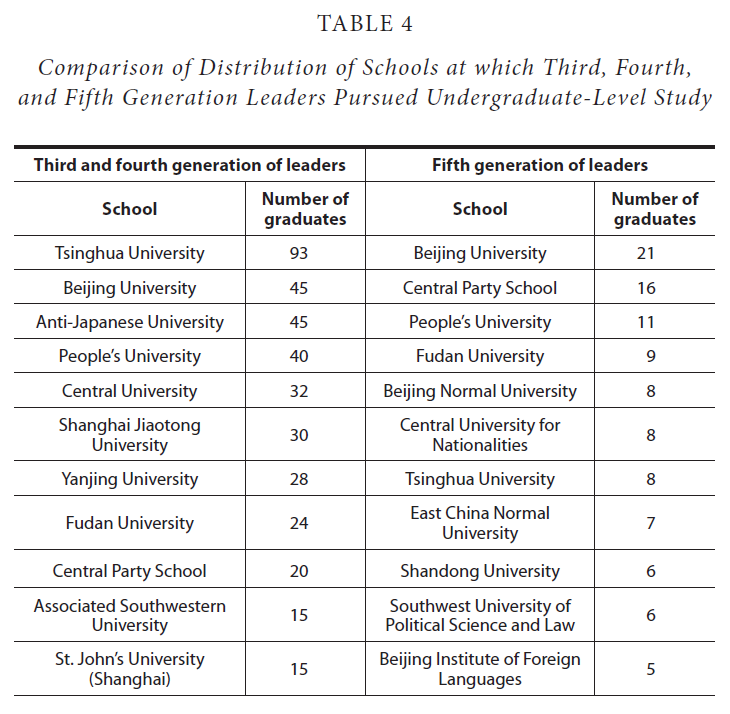 TABLE 4
Comparison of Distribution of Schools at which Third, Fourth,
and Fifth Generation Leaders Pursued Undergraduate-Level Study
Third and fourth generation of leaders Fifth generation of leaders
School Number of graduates School Number of graduates
Tsinghua University 93 Beijing University 21
Beijing University 45 Central Party School 16
Anti-Japanese University 45 People's University 11
People's University 40 Fudan University 9
Central University 32 Beijing Normal University 8
Shanghai Jiaotong University 30 Central University for Nationalities 8
Yanjing University 28 Tsinghua University 8
Fudan University 24 East China Normal University 7
Central Party School 20 Shandong University 6
Associated Southwestern University 15 Southwest University of Political Science and Law 6
St. John's University (Shanghai) 15 Beijing Institute of Foreign Languages 5